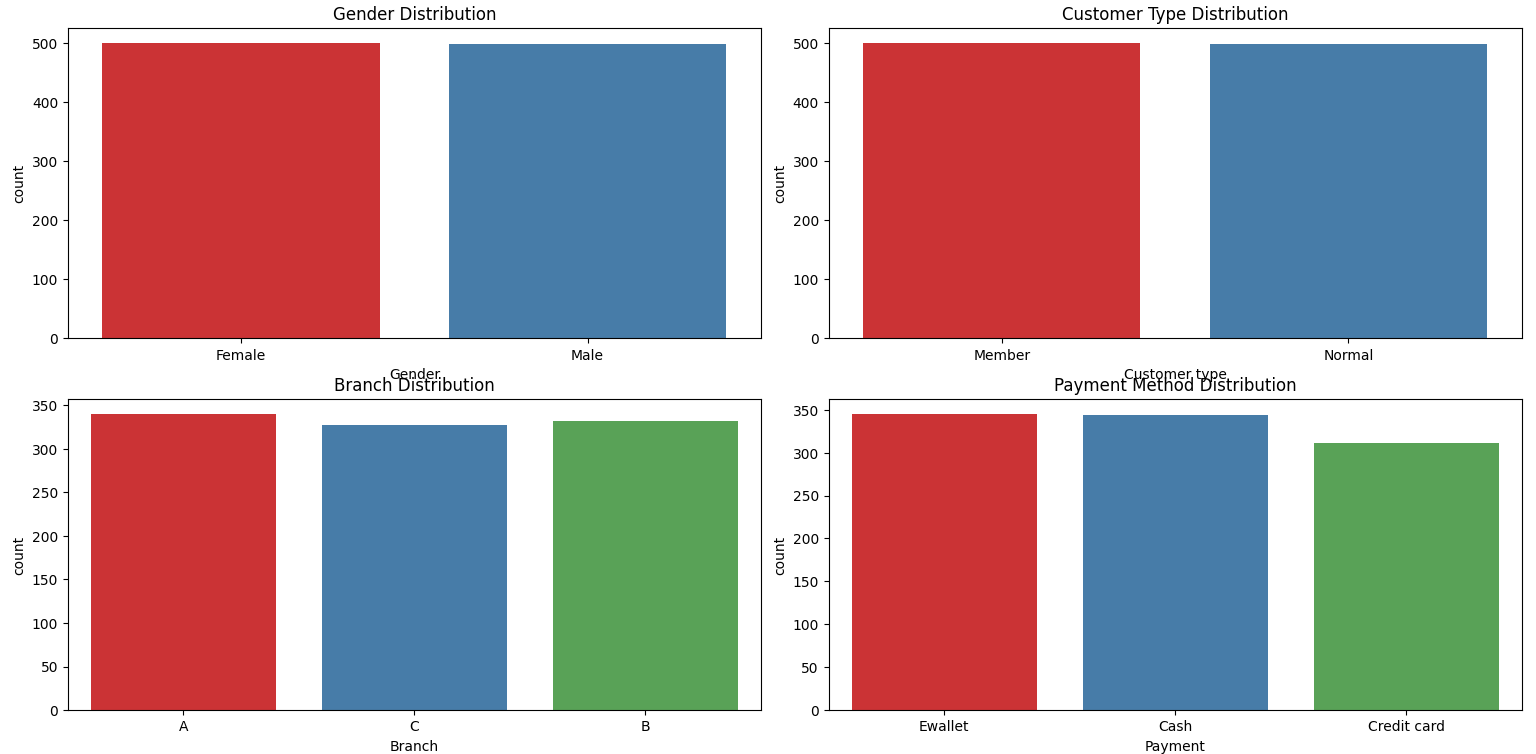 Gender Distribution
500
400
300
200
100
0
count
Female Male
Gender
Customer Type Distribution
500
400
300
200
100
0
count
Member Normal
Customer type
Branch Distribution
350
300
250
200
150
100
50
0
count
A C B
Branch
Payment Method Distribution
350
300
250
200
150
100
50
0
count
Ewallet Cash Credit card
Payment